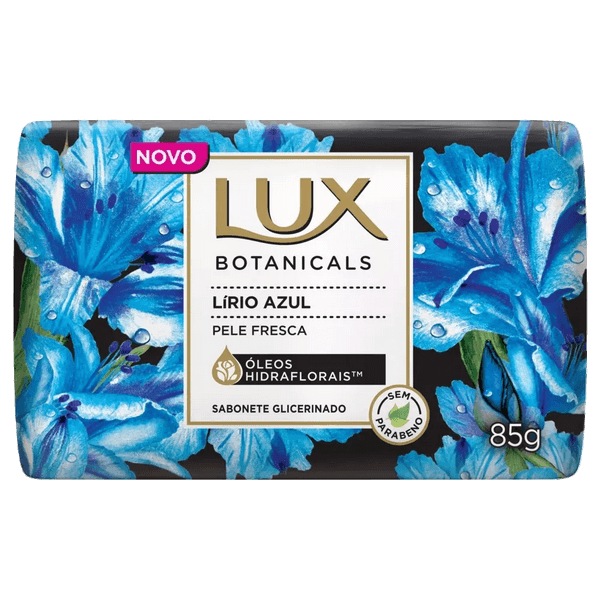 NOVO
LUX
BOTANICALS
LÍRIO AZUL
PELE FRESCA
ÓLEOS
HIDRAFLORAIS™
SABONETE GLICERINADO
SEM
PARABENO
85g